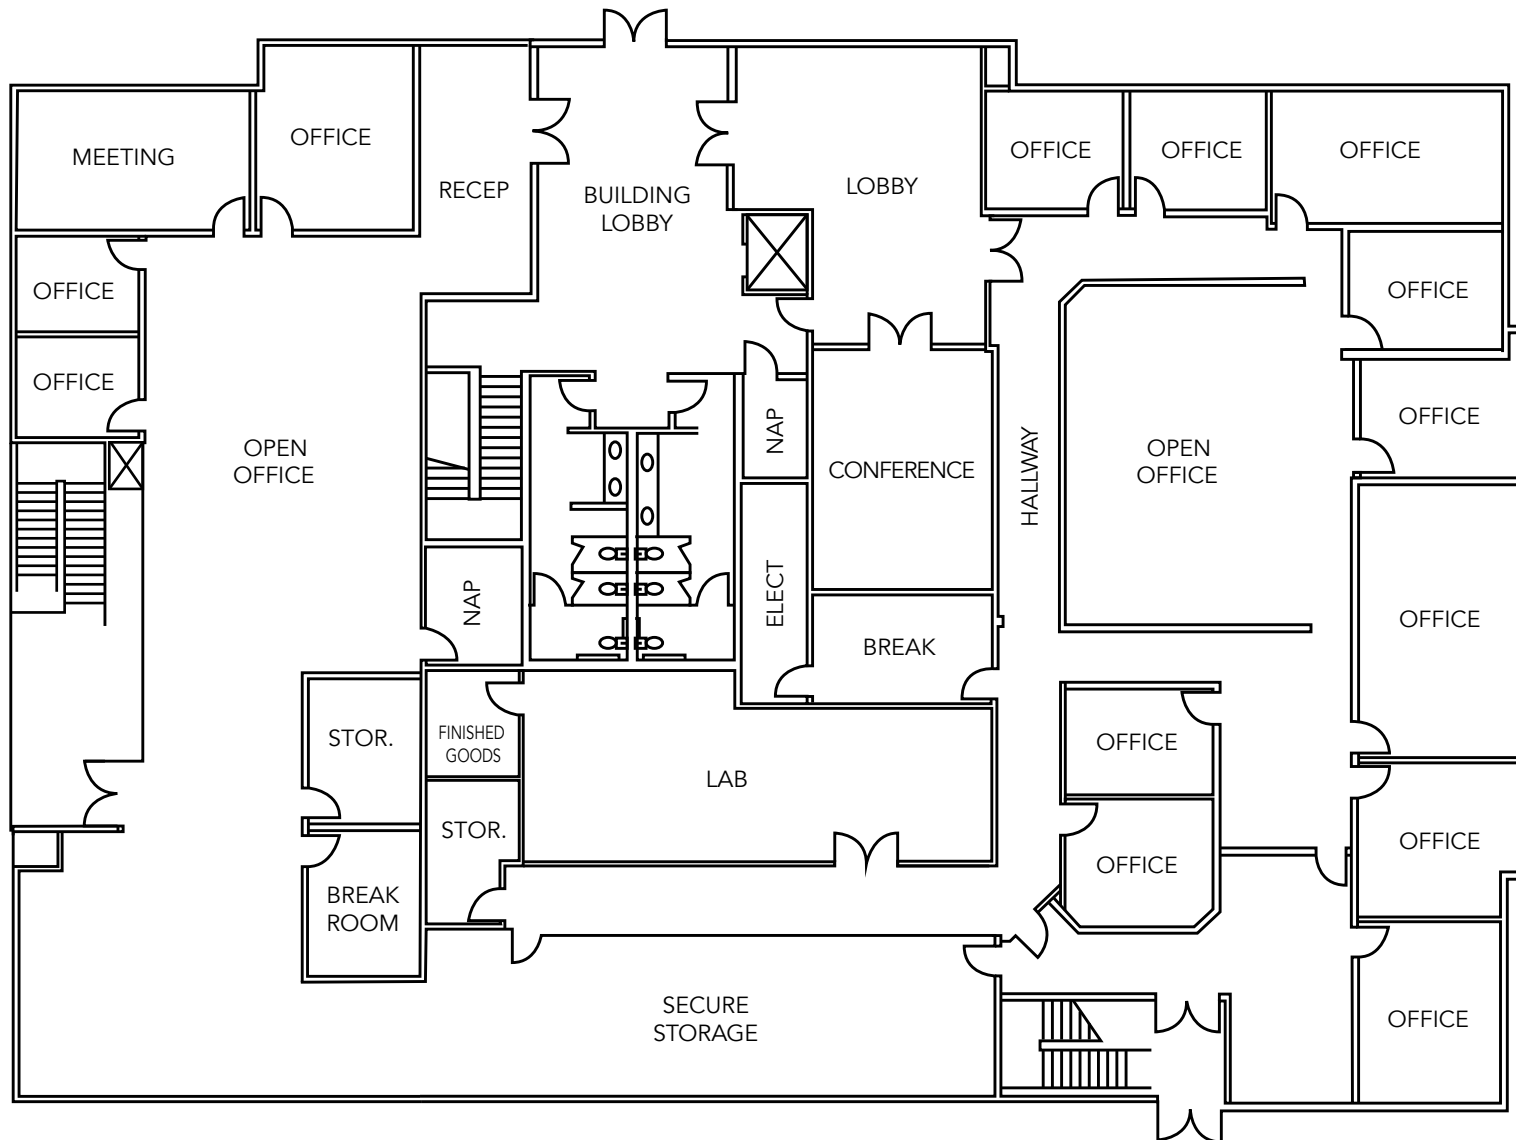 MEETING
OFFICE
RECEP
BUILDING
LOBBY
LOBBY
OFFICE
OFFICE
OFFICE
OFFICE
OFFICE
OFFICE
OFFICE
OPEN
OFFICE
NAP
CONFERENCE
HALLWAY
OPEN
OFFICE
NAP
ELECT
BREAK
OFFICE
STOR.
FINISHED
GOODS
LAB
OFFICE
STOR.
OFFICE
OFFICE
BREAK
ROOM
SECURE
STORAGE
OFFICE